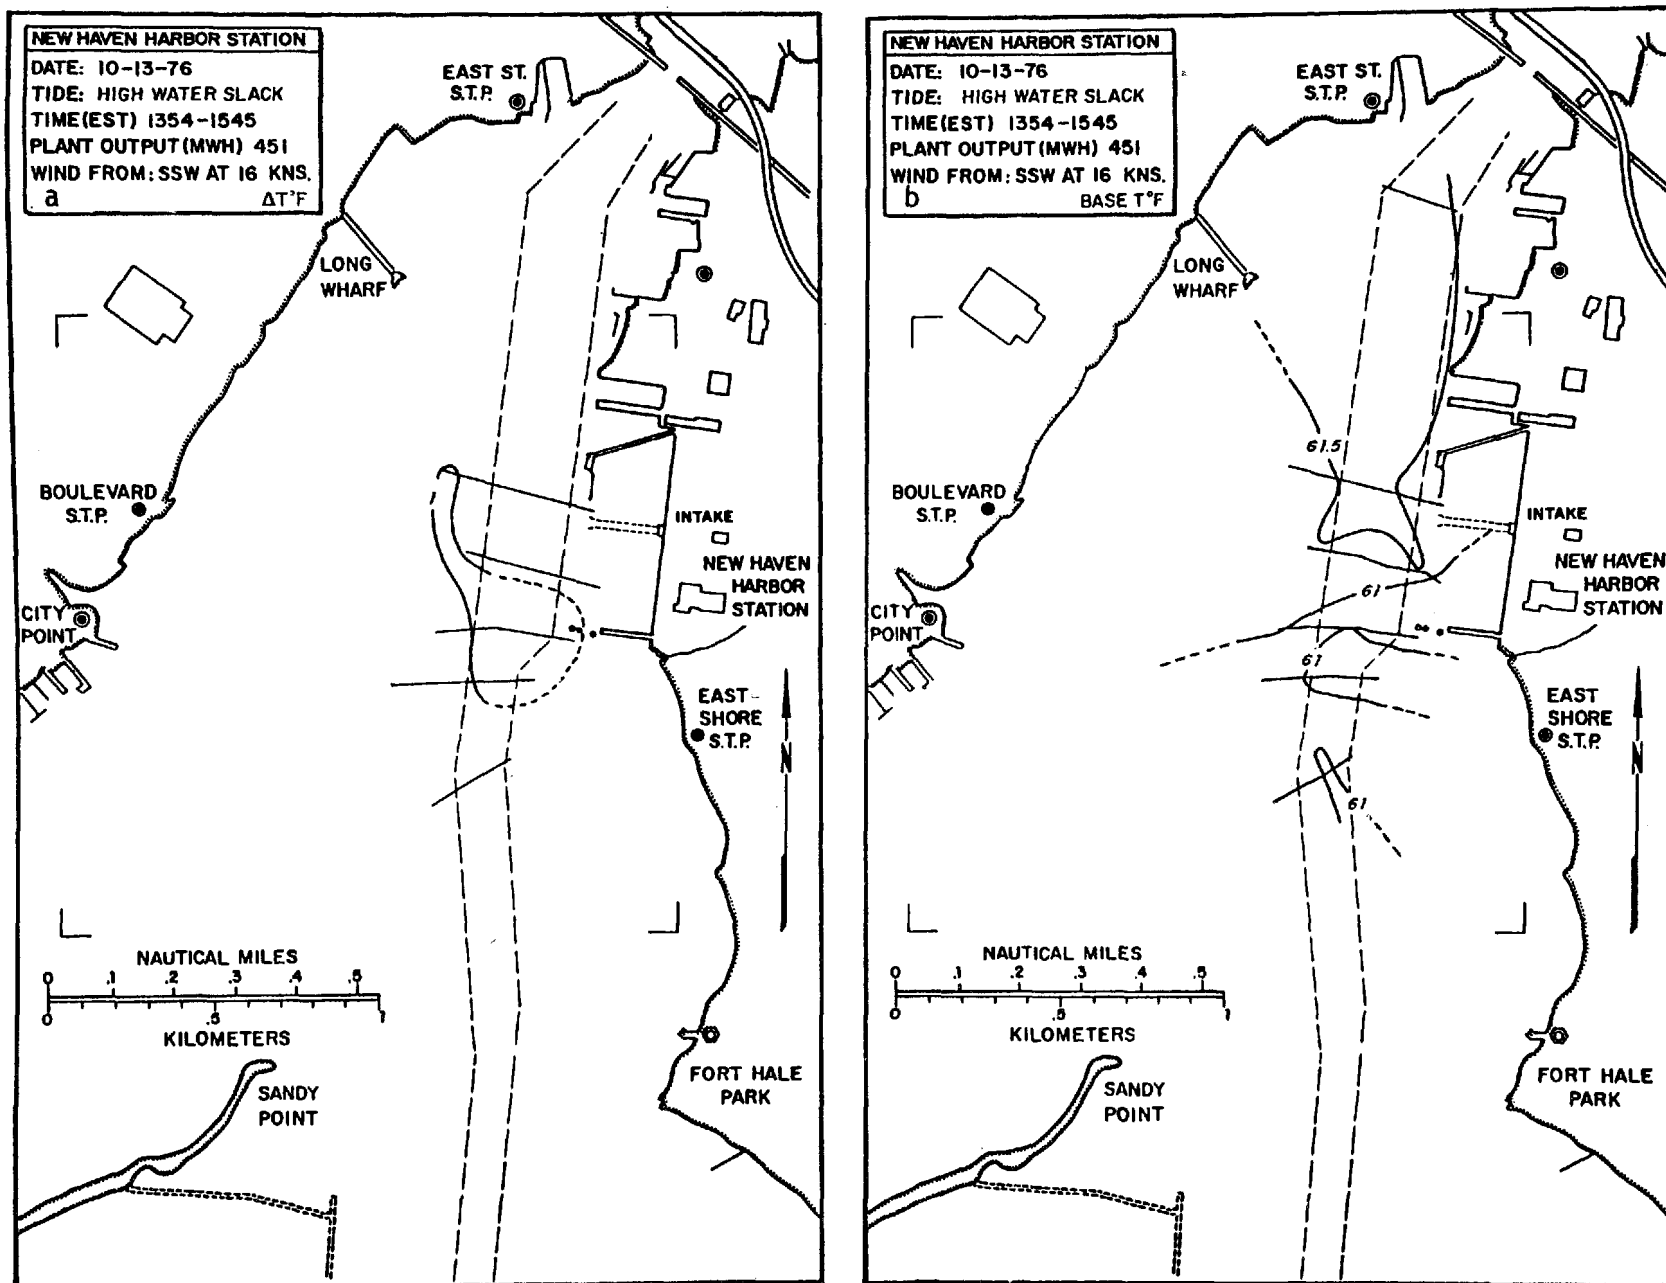 NEW HAVEN HARBOR STATION
DATE: 10-13-76
TIDE: HIGH WATER SLACK
TIME(EST) 1354-1545
PLANT OUTPUT(MWH) 451
WIND FROM: SSW AT 16 KNS.
a
ΔT°F
EAST ST.
S.T.P.
LONG
WHARF
BOULEVARD
S.T.P.
INTAKE
NEW HAVEN
HARBOR
STATION
CITY
POINT
EAST
SHORE
S.T.P.
N
NAUTICAL MILES
0 .1 .2 .3 .4 .5
0 .5 1
KILOMETERS
SANDY
POINT
FORT HALE
PARK
NEW HAVEN HARBOR STATION
DATE: 10-13-76
TIDE: HIGH WATER SLACK
TIME(EST) 1354-1545
PLANT OUTPUT(MWH) 451
WIND FROM: SSW AT 16 KNS.
b
BASE T°F
EAST ST.
S.T.P.
LONG
WHARF
61.5
BOULEVARD
S.T.P.
INTAKE
NEW HAVEN
HARBOR
STATION
61
CITY
POINT
61
EAST
SHORE
S.T.P.
N
61
NAUTICAL MILES
0 .1 .2 .3 .4 .5
0 .5 1
KILOMETERS
SANDY
POINT
FORT HALE
PARK